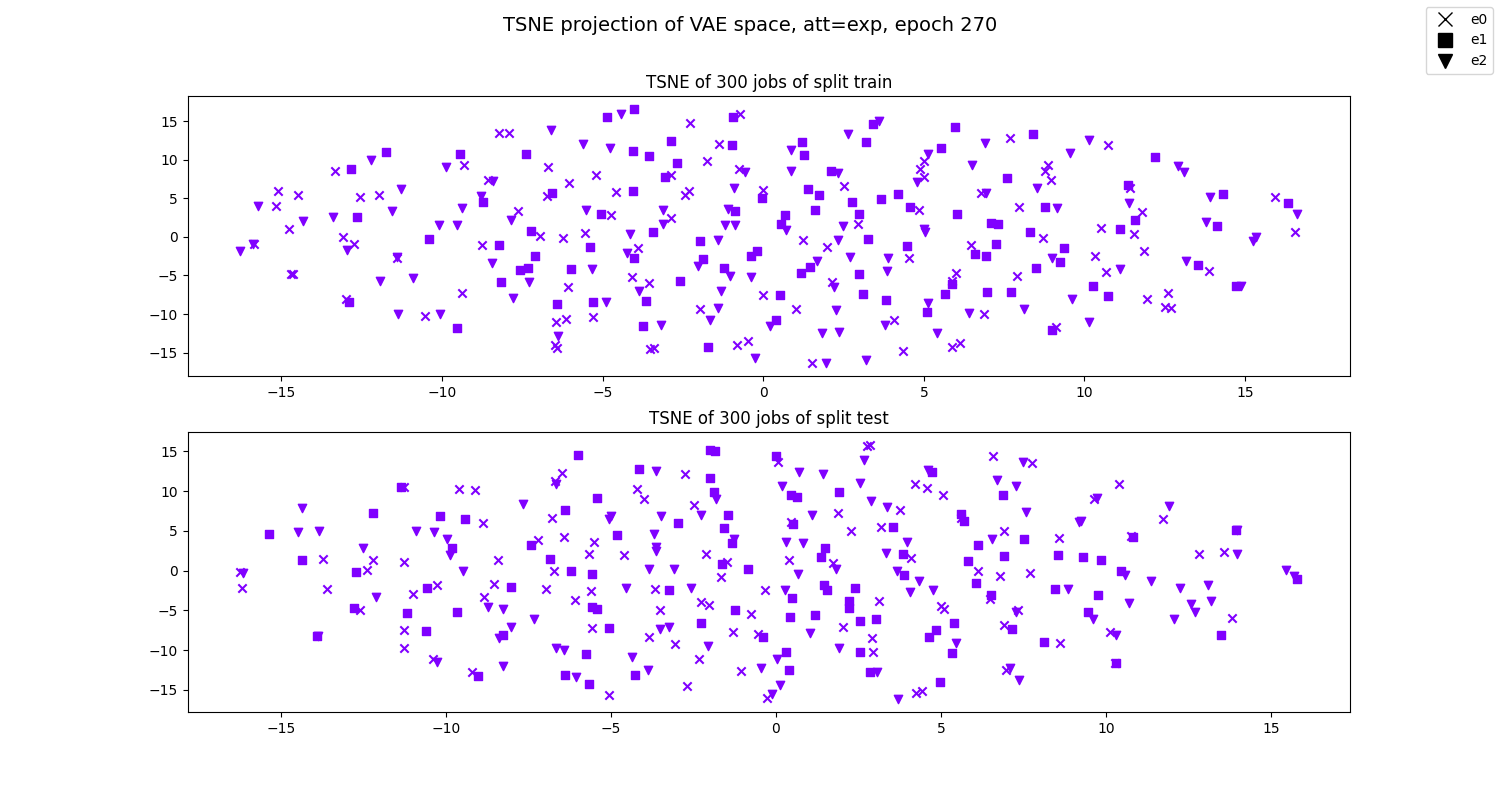 TSNE projection of VAE space, att=exp, epoch 270
e0
e1
e2
TSNE of 300 jobs of split train
15
10
5
0
−5
−10
−15
−15 −10 −5 0 5 10 15
TSNE of 300 jobs of split test
15
10
5
0
−5
−10
−15
−15 −10 −5 0 5 10 15